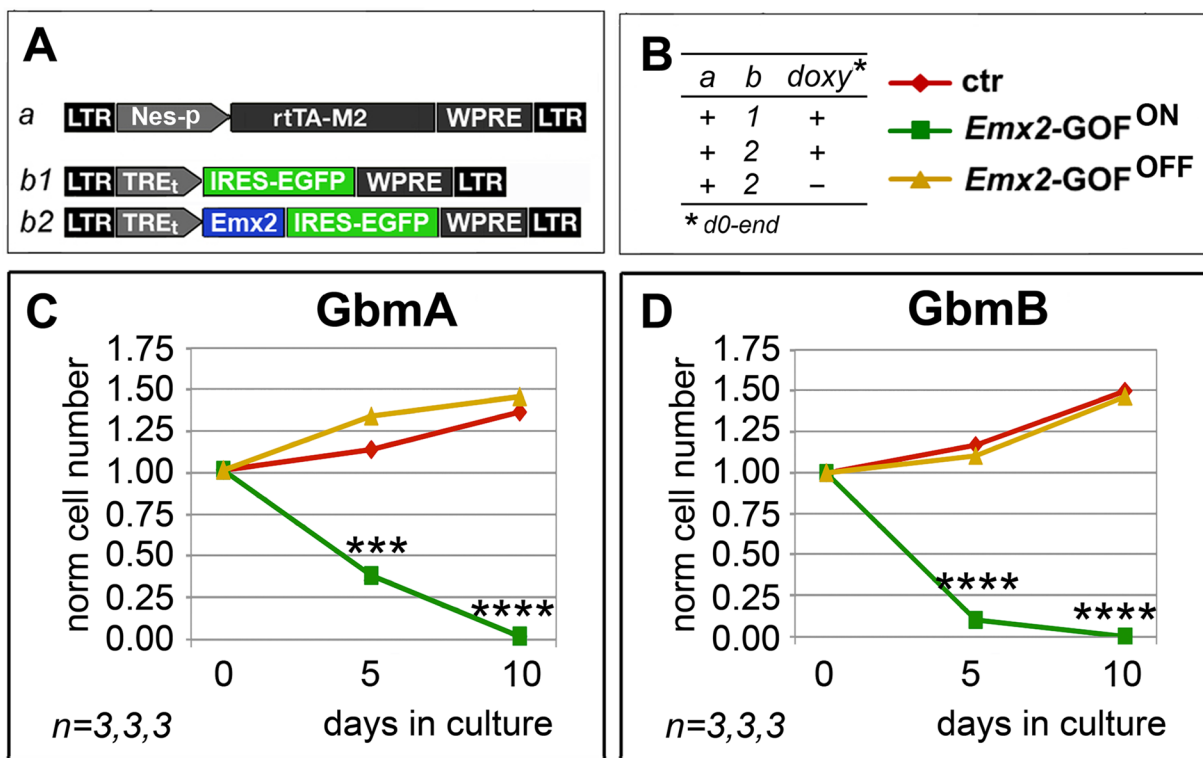 A
a LTR Nes-p rtTA-M2 WPRE LTR
b1 LTR TREt IRES-EGFP WPRE LTR
b2 LTR TREt Emx2 IRES-EGFP WPRE LTR
B
a b doxy*
+ 1 +
+ 2 +
+ 2 –
* d0-end
ctr
Emx2-GOF ON
Emx2-GOF OFF
C GbmA
norm cell number
1.75
1.50
1.25
1.00
0.75
0.50
0.25
0.00
***
****
0 5 10
n=3,3,3 days in culture
D GbmB
norm cell number
1.75
1.50
1.25
1.00
0.75
0.50
0.25
0.00
****
****
0 5 10
n=3,3,3 days in culture